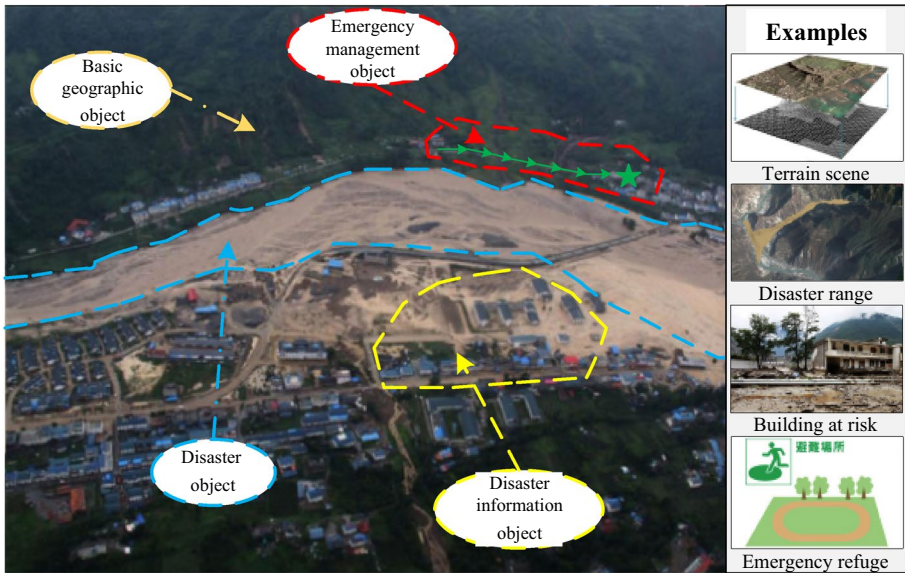 Emergency
management
object
Basic
geographic
object
Disaster
object
Disaster
information
object
Examples
Terrain scene
Disaster range
Building at risk
避難場所
Emergency refuge